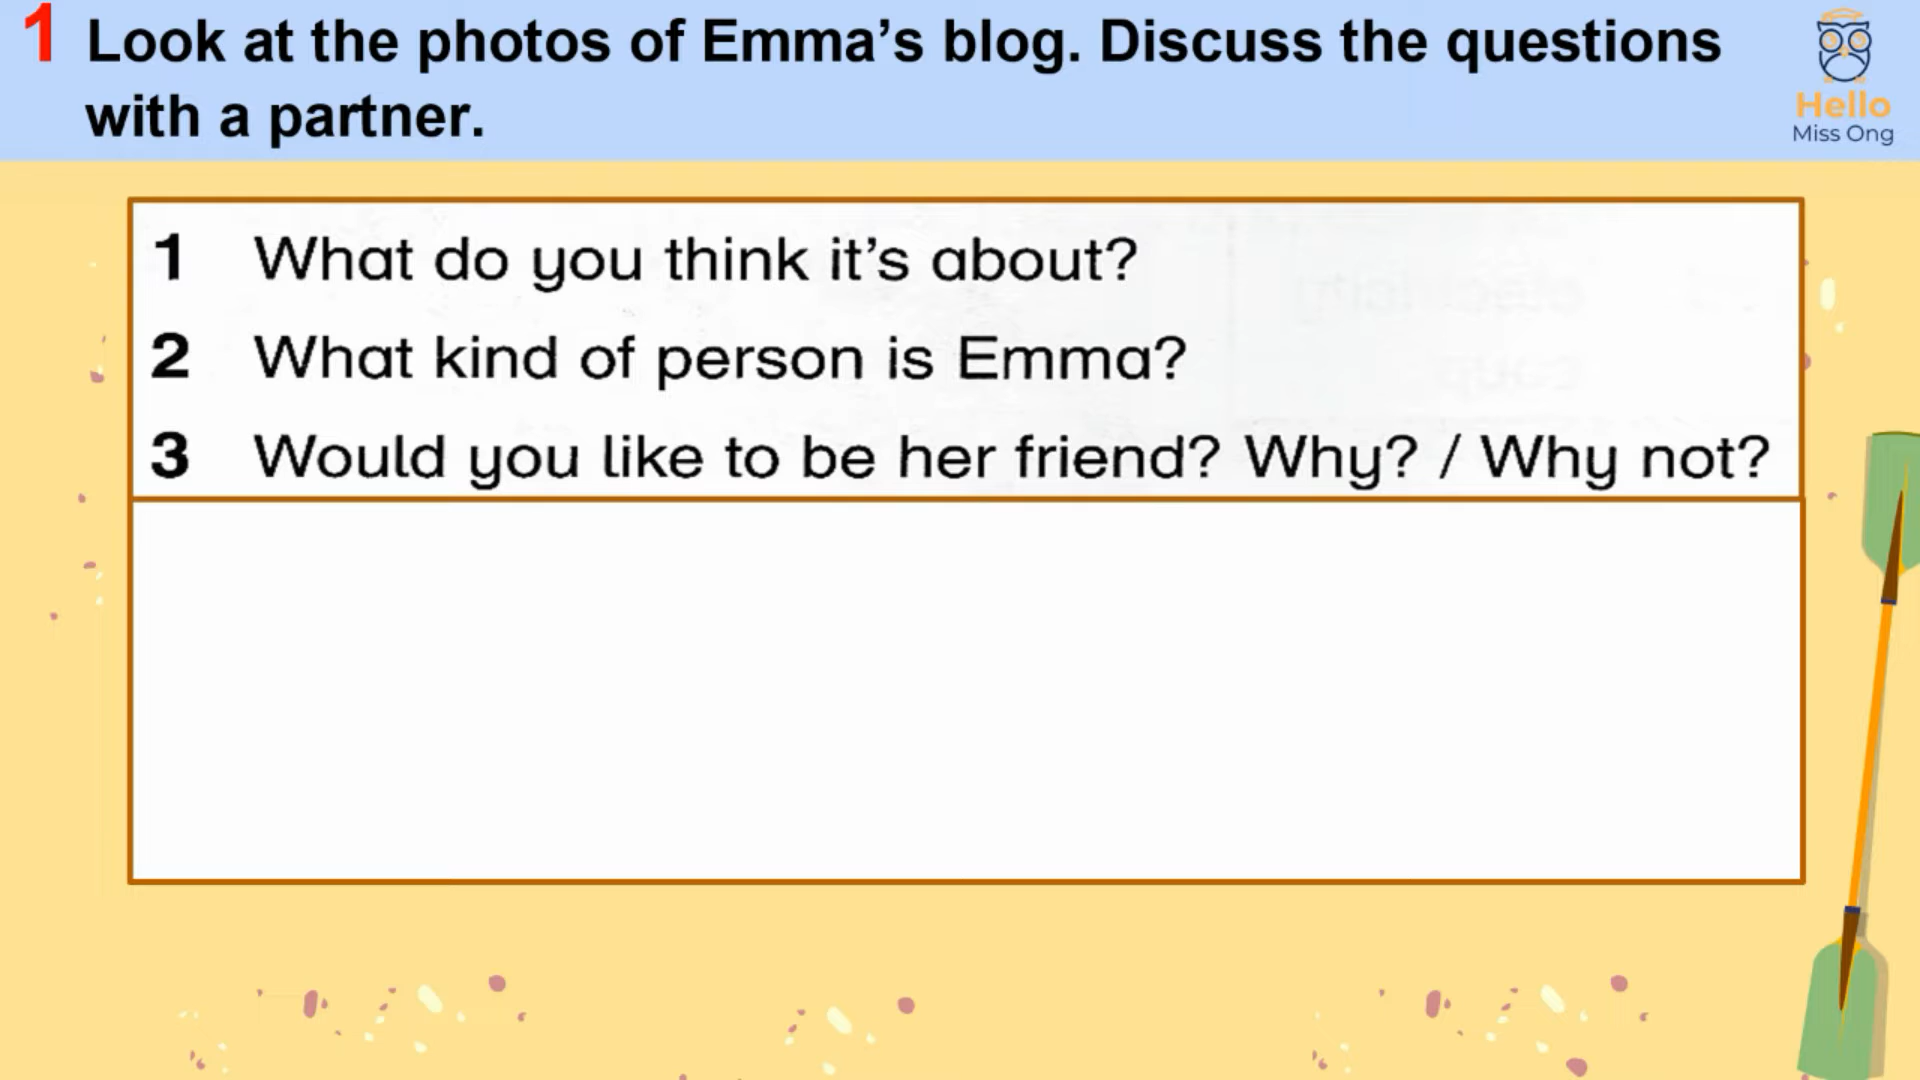 1 Look at the photos of Emma’s blog. Discuss the questions
with a partner.
Hello
Miss Ong
1 What do you think it’s about?
2 What kind of person is Emma?
3 Would you like to be her friend? Why? / Why not?